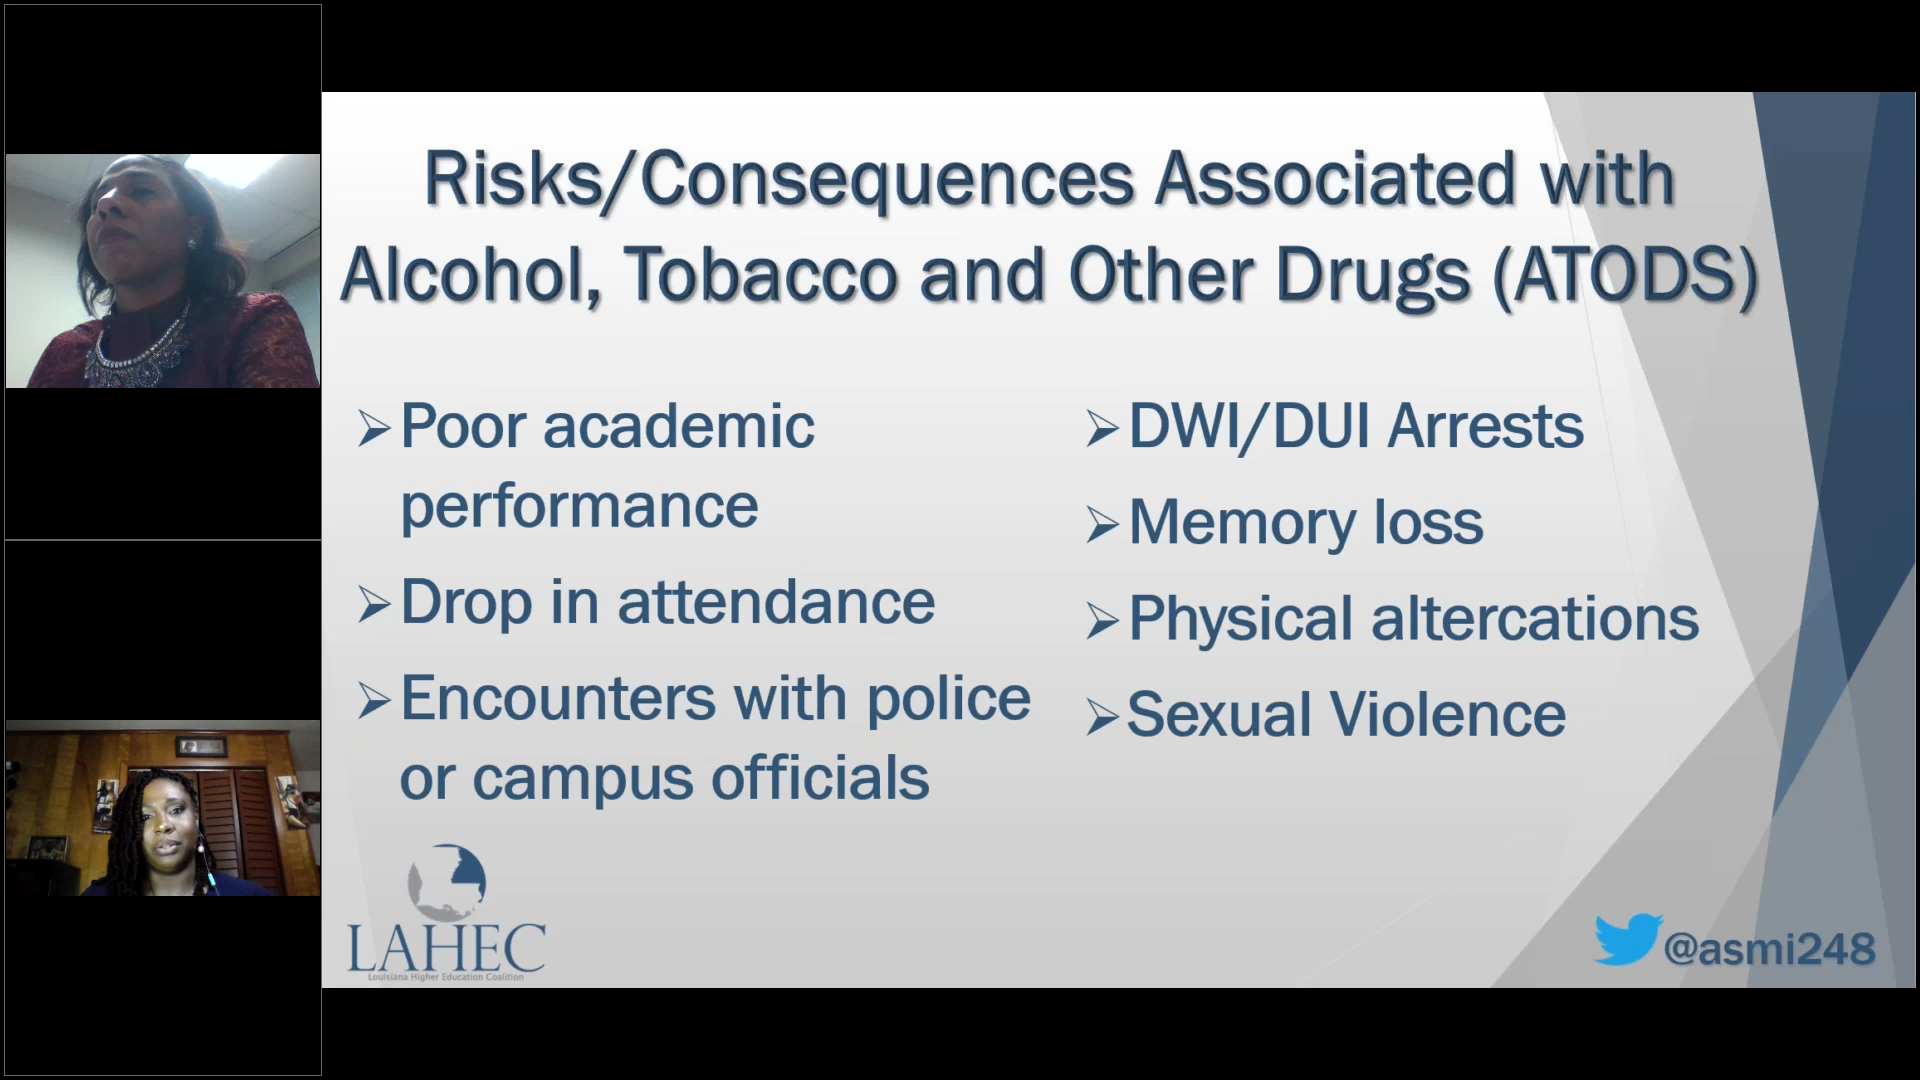 Risks/Consequences Associated with
Alcohol, Tobacco and Other Drugs (ATODS)
➢Poor academic
performance
➢Drop in attendance
➢Encounters with police
or campus officials
➢DWI/DUI Arrests
➢Memory loss
➢Physical altercations
➢Sexual Violence
LAHEC
Louisiana Higher Education Coalition
@asmi248